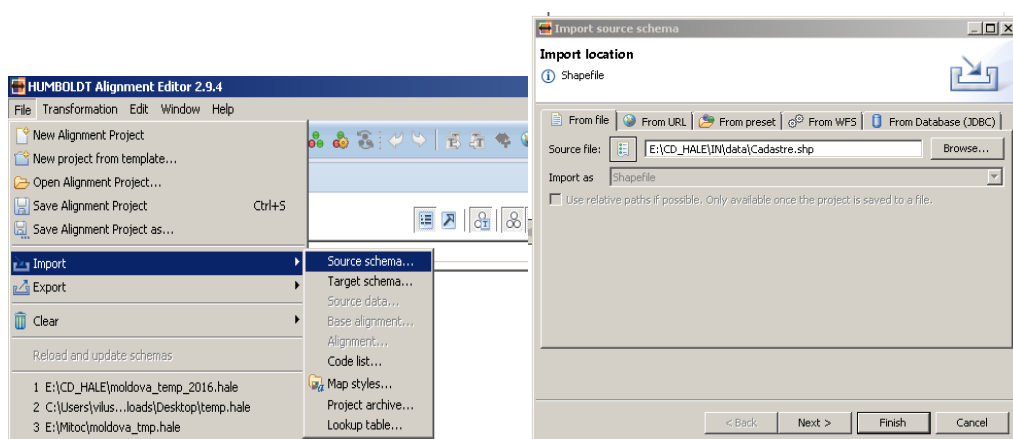 HUMBOLDT Alignment Editor 2.9.4
File Transformation Edit Window Help
New Alignment Project
New project from template...
Open Alignment Project...
Save Alignment Project Ctrl+S
Save Alignment Project as...
Import
Export
Clear
Reload and update schemas
1 E:\CD_HALE\moldova_temp_2016.hale
2 C:\Users\vilus...loads\Desktop\temp.hale
3 E:\Mitoc\moldova_tmp.hale
Source schema...
Target schema...
Source data...
Base alignment...
Alignment...
Code list...
Map styles...
Project archive...
Lookup table...
Import source schema
Import location
Shapefile
From file From URL From preset From WFS From Database (JDBC)
Source file: E:\CD_HALE\IN\data\Cadastre.shp Browse...
Import as Shapefile
Use relative paths if possible. Only available once the project is saved to a file.
< Back Next > Finish Cancel